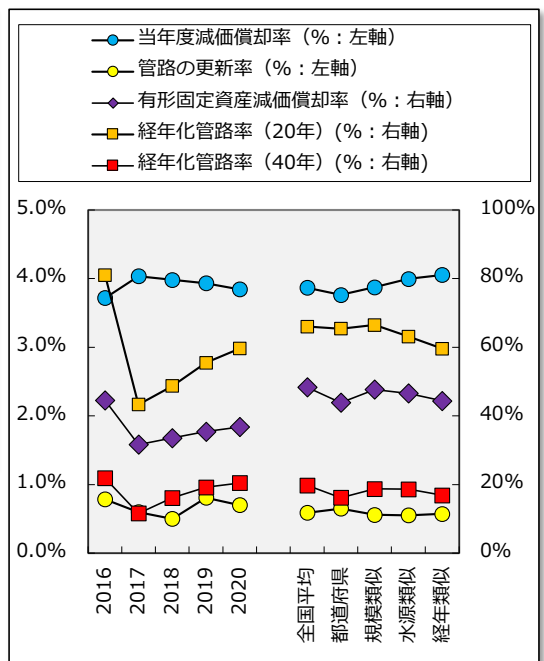 当年度減価償却率（%：左軸）
管路の更新率（%：左軸）
有形固定資産減価償却率（%：右軸）
経年化管路率（20年）(%：右軸)
経年化管路率（40年）(%：右軸)
5.0%
4.0%
3.0%
2.0%
1.0%
0.0%
100%
80%
60%
40%
20%
0%
2016
2017
2018
2019
2020
全国平均
都道府県
規模類似
水源類似
経年類似